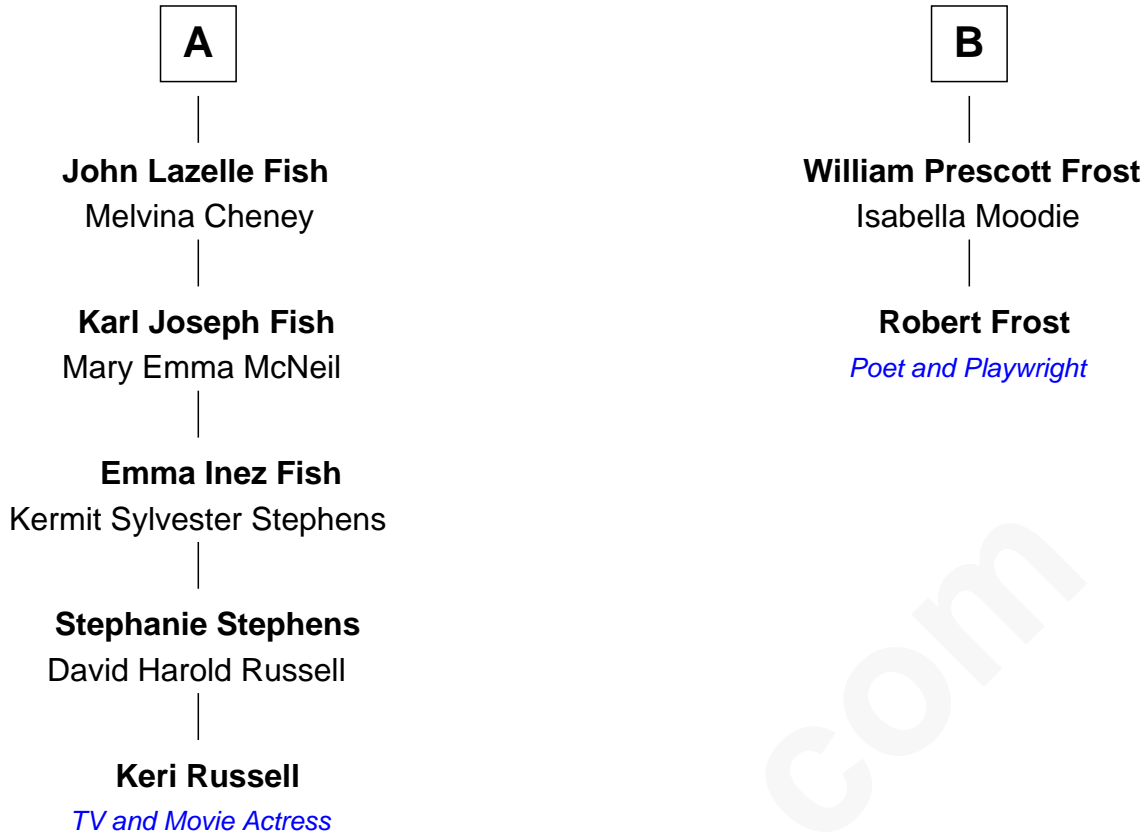 A
John Lazelle Fish
Melvina Cheney
Karl Joseph Fish
Mary Emma McNeil
Emma Inez Fish
Kermit Sylvester Stephens
Stephanie Stephens
David Harold Russell
Keri Russell
TV and Movie Actress
B
William Prescott Frost
Isabella Moodie
Robert Frost
Poet and Playwright
com